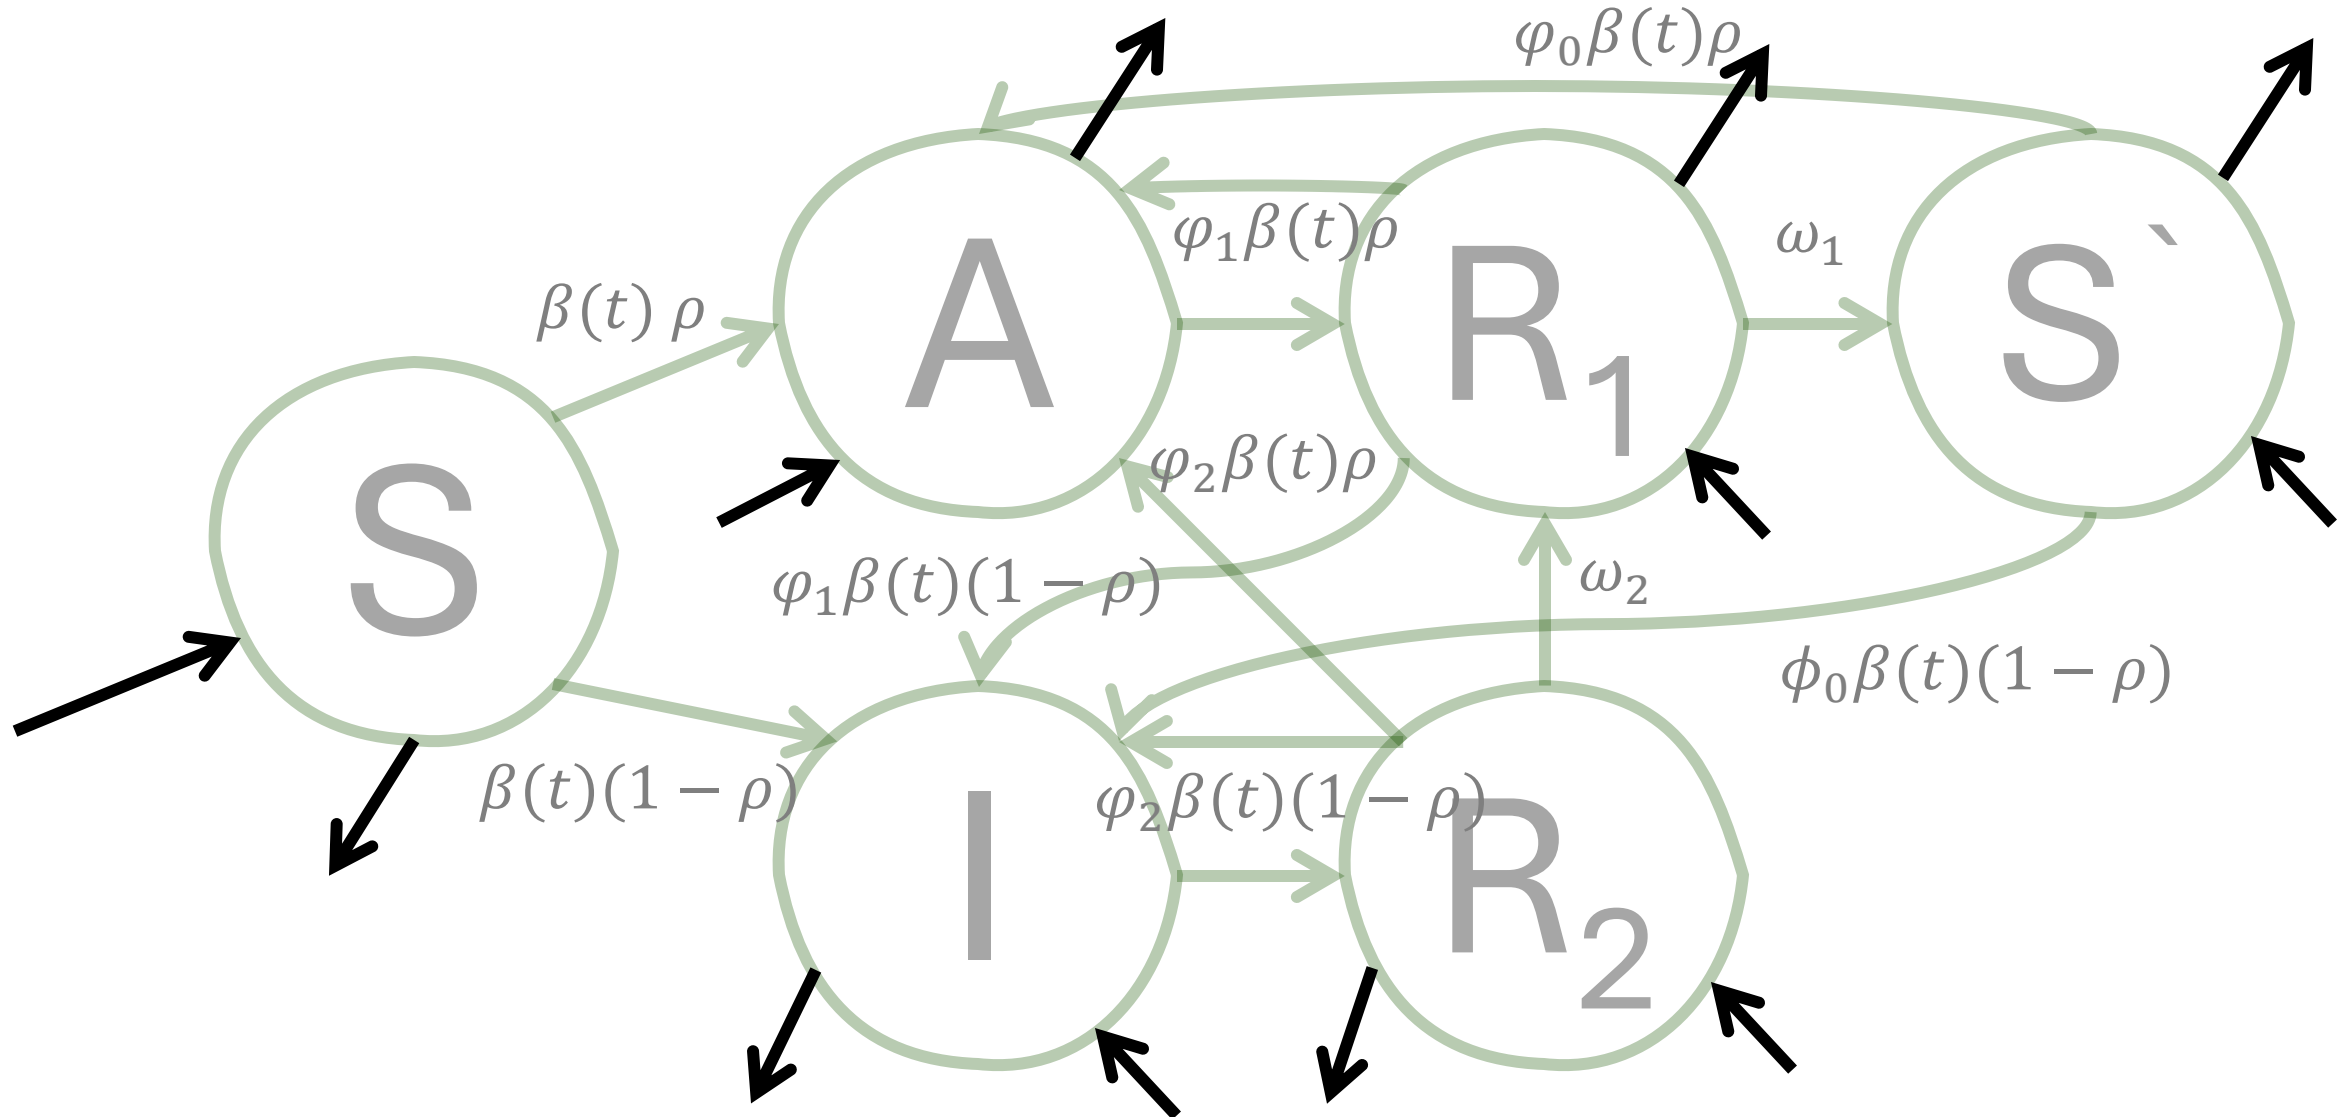 φ₀β(t)ρ
φ₁β(t)ρ
ω₁
β(t) ρ
A
R₁
S`
φ₂β(t)ρ
S
φ₁β(t)(1 − ρ)
ω₂
ϕ₀β(t)(1 − ρ)
β(t)(1 − ρ)
φ₂β(t)(1 − ρ)
I
R₂